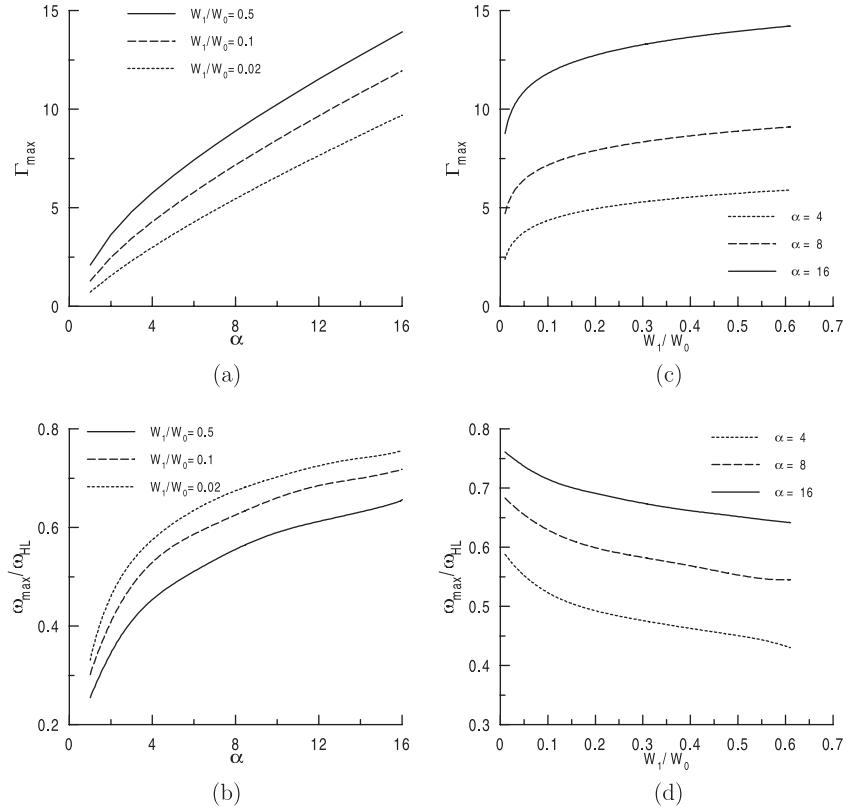 W₁/W₀= 0.5
W₁/W₀= 0.1
W₁/W₀= 0.02
15
10
5
0
Γmax
0 4 8 12 16
α
(a)
15
10
5
0
Γmax
α = 4
α = 8
α = 16
0 0.1 0.2 0.3 0.4 0.5 0.6 0.7
W₁/W₀
(c)
W₁/W₀= 0.5
W₁/W₀= 0.1
W₁/W₀= 0.02
0.8
0.6
0.4
0.2
ωmax/ωHL
0 4 8 12 16
α
(b)
α = 4
α = 8
α = 16
0.8
0.7
0.6
0.5
0.4
0.3
ωmax/ωHL
0 0.1 0.2 0.3 0.4 0.5 0.6 0.7
W₁/W₀
(d)